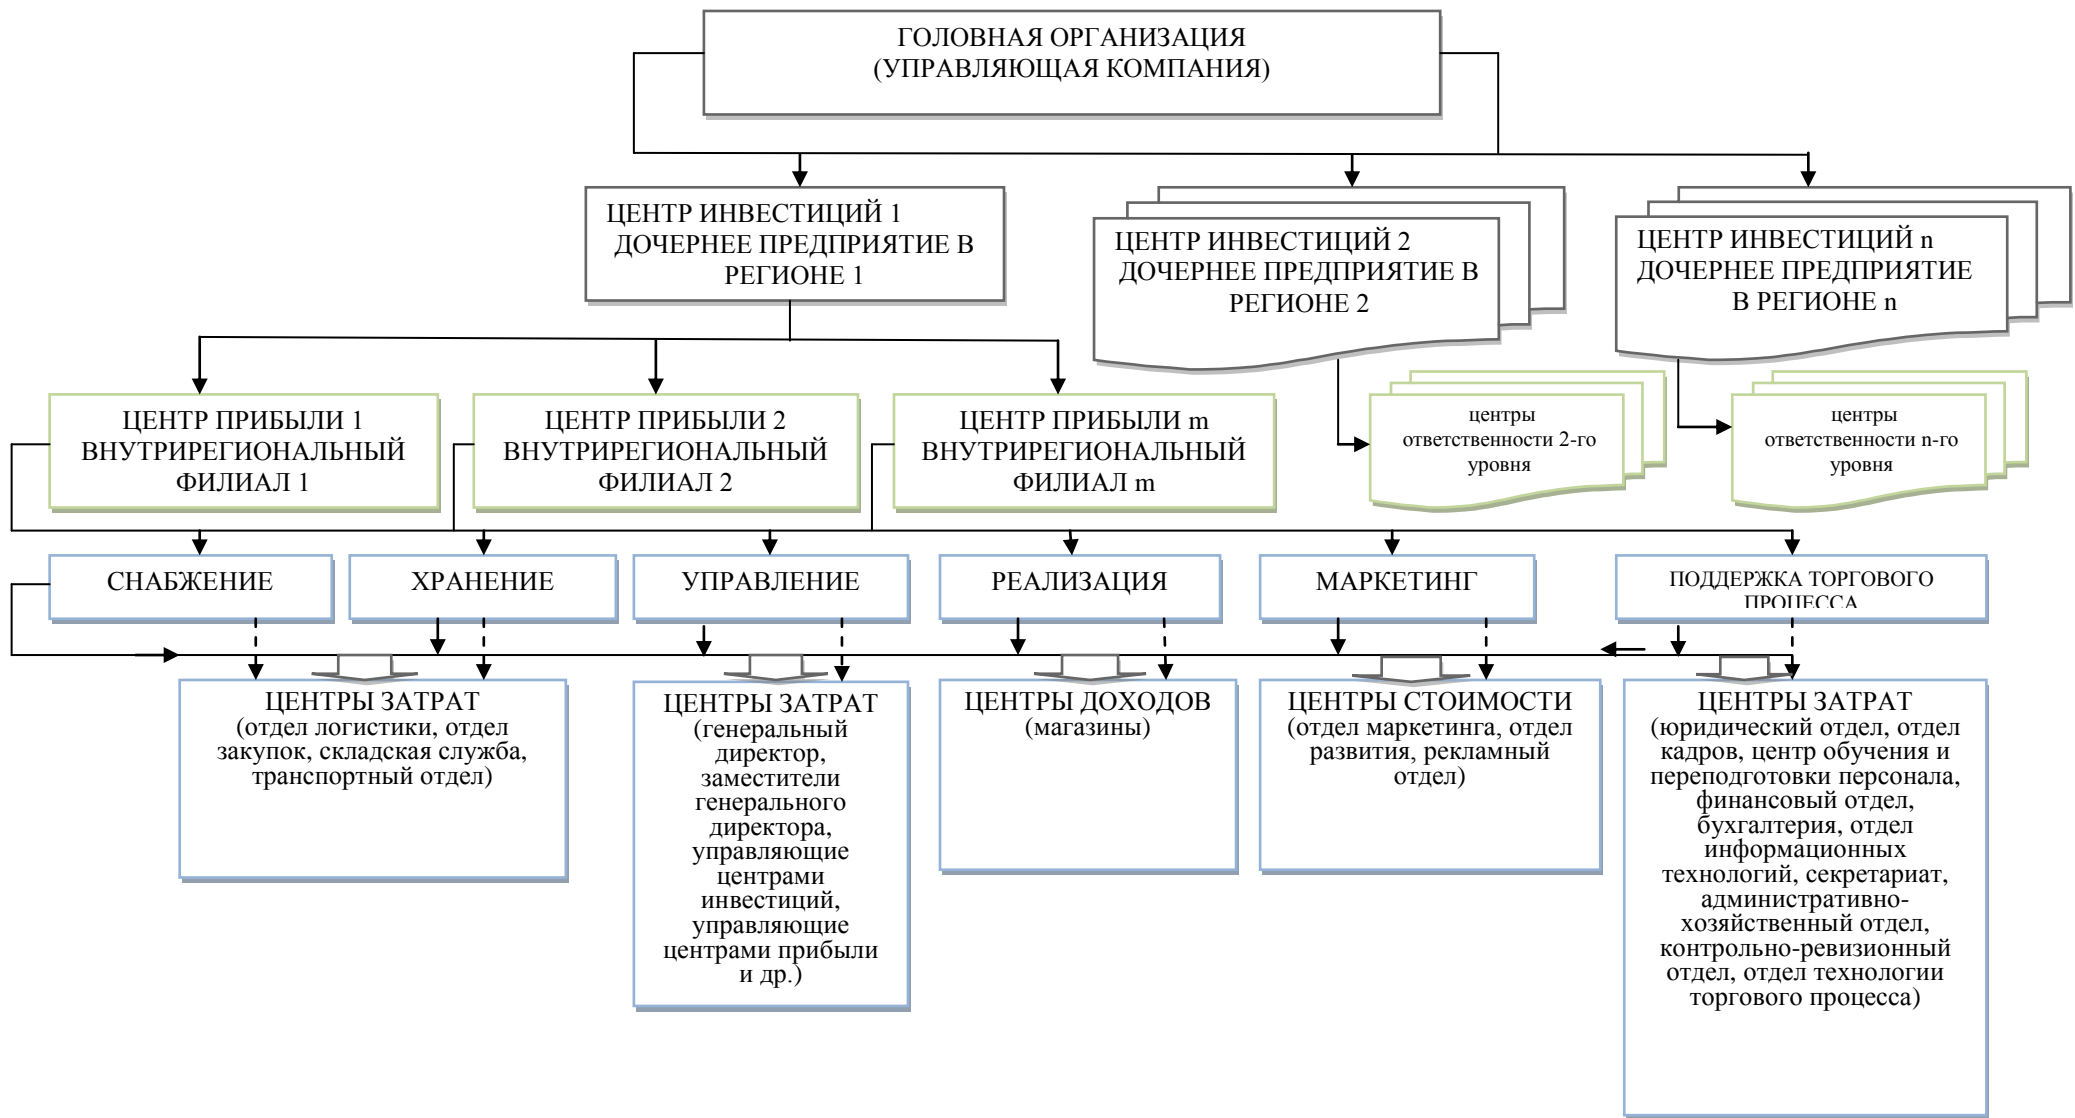 ГОЛОВНАЯ ОРГАНИЗАЦИЯ
(УПРАВЛЯЮЩАЯ КОМПАНИЯ)
ЦЕНТР ИНВЕСТИЦИЙ 1
ДОЧЕРНЕЕ ПРЕДПРИЯТИЕ В
РЕГИОНЕ 1
ЦЕНТР ИНВЕСТИЦИЙ 2
ДОЧЕРНЕЕ ПРЕДПРИЯТИЕ В
РЕГИОНЕ 2
ЦЕНТР ИНВЕСТИЦИЙ n
ДОЧЕРНЕЕ ПРЕДПРИЯТИЕ
В РЕГИОНЕ n
ЦЕНТР ПРИБЫЛИ 1
ВНУТРИРЕГИОНАЛЬНЫЙ
ФИЛИАЛ 1
ЦЕНТР ПРИБЫЛИ 2
ВНУТРИРЕГИОНАЛЬНЫЙ
ФИЛИАЛ 2
ЦЕНТР ПРИБЫЛИ m
ВНУТРИРЕГИОНАЛЬНЫЙ
ФИЛИАЛ m
центры
ответственности 2-го
уровня
центры
ответственности n-го
уровня
СНАБЖЕНИЕ
ХРАНЕНИЕ
УПРАВЛЕНИЕ
РЕАЛИЗАЦИЯ
МАРКЕТИНГ
ПОДДЕРЖКА ТОРГОВОГО
ПРОЦЕССА
ЦЕНТРЫ ЗАТРАТ
(отдел логистики, отдел
закупок, складская служба,
транспортный отдел)
ЦЕНТРЫ ЗАТРАТ
(генеральный
директор,
заместители
генерального
директора,
управляющие
центрами
инвестиций,
управляющие
центрами прибыли
и др.)
ЦЕНТРЫ ДОХОДОВ
(магазины)
ЦЕНТРЫ СТОИМОСТИ
(отдел маркетинга, отдел
развития, рекламный
отдел)
ЦЕНТРЫ ЗАТРАТ
(юридический отдел, отдел
кадров, центр обучения и
переподготовки персонала,
финансовый отдел,
бухгалтерия, отдел
информационных
технологий, секретариат,
административно-
хозяйственный отдел,
контрольно-ревизионный
отдел, отдел технологии
торгового процесса)